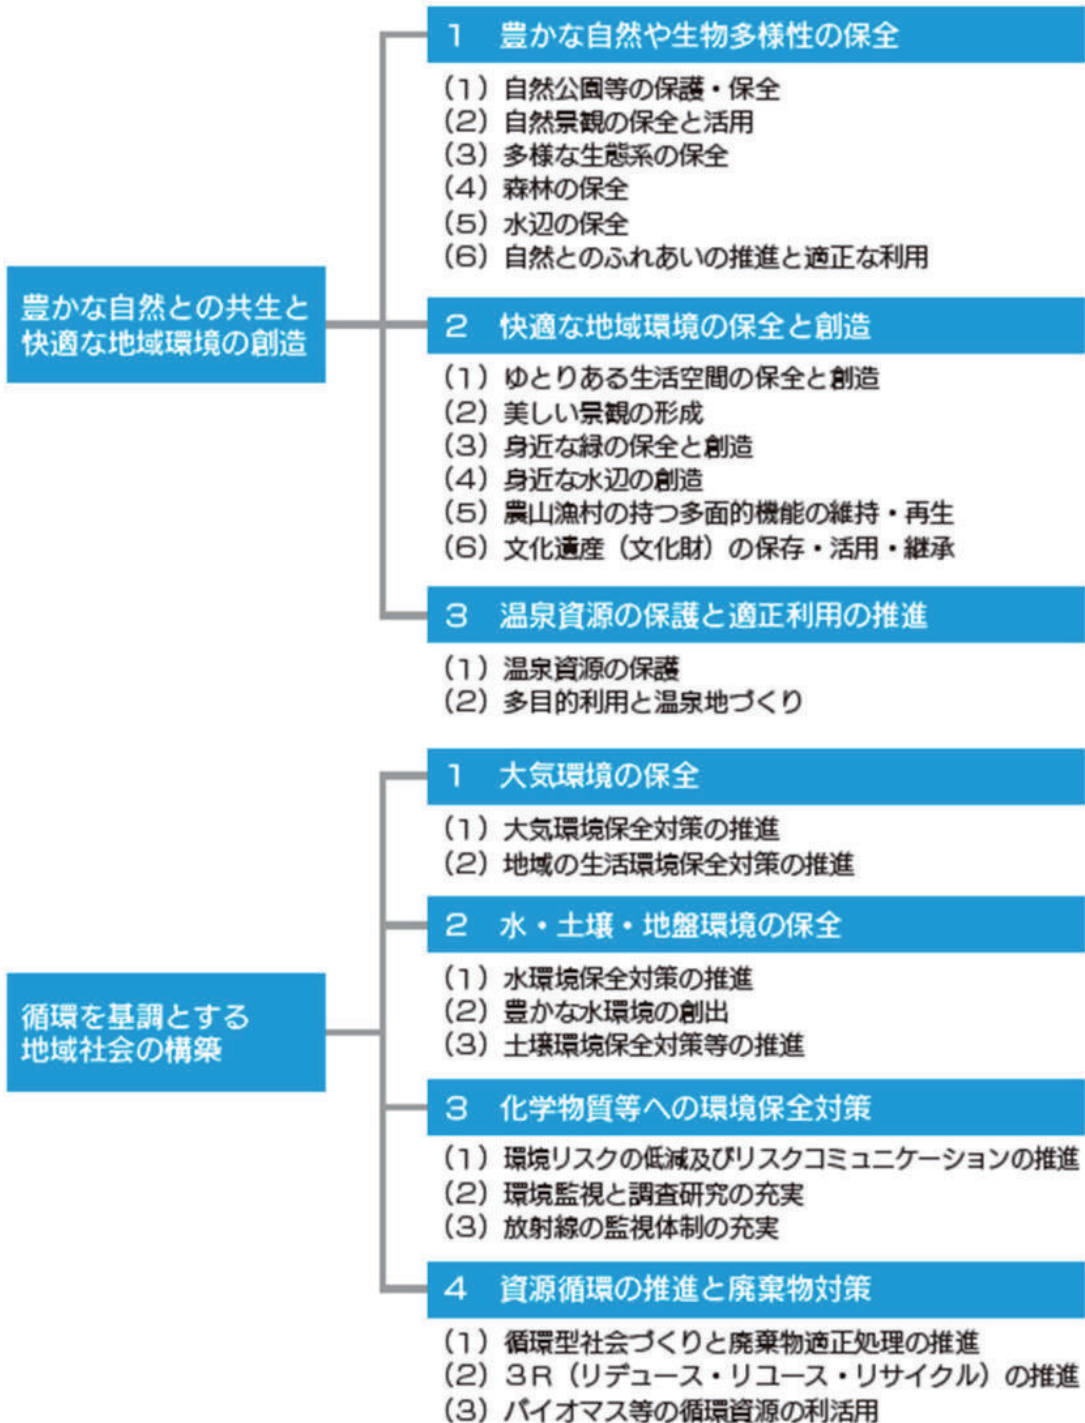 1 豊かな自然や生物多様性の保全
(1) 自然公園等の保護・保全
(2) 自然景観の保全と活用
(3) 多様な生態系の保全
(4) 森林の保全
(5) 水辺の保全
(6) 自然とのふれあいの推進と適正な利用
豊かな自然との共生と
快適な地域環境の創造
2 快適な地域環境の保全と創造
(1) ゆとりある生活空間の保全と創造
(2) 美しい景観の形成
(3) 身近な緑の保全と創造
(4) 身近な水辺の創造
(5) 農山漁村の持つ多面的機能の維持・再生
(6) 文化遺産（文化財）の保存・活用・継承
3 温泉資源の保護と適正利用の推進
(1) 温泉資源の保護
(2) 多目的利用と温泉地づくり
1 大気環境の保全
(1) 大気環境保全対策の推進
(2) 地域の生活環境保全対策の推進
2 水・土壌・地盤環境の保全
(1) 水環境保全対策の推進
(2) 豊かな水環境の創出
(3) 土壌環境保全対策等の推進
循環を基調とする
地域社会の構築
3 化学物質等への環境保全対策
(1) 環境リスクの低減及びリスクコミュニケーションの推進
(2) 環境監視と調査研究の充実
(3) 放射線の監視体制の充実
4 資源循環の推進と廃棄物対策
(1) 循環型社会づくりと廃棄物適正処理の推進
(2) 3R（リデュース・リユース・リサイクル）の推進
(3) バイオマス等の循環資源の利活用